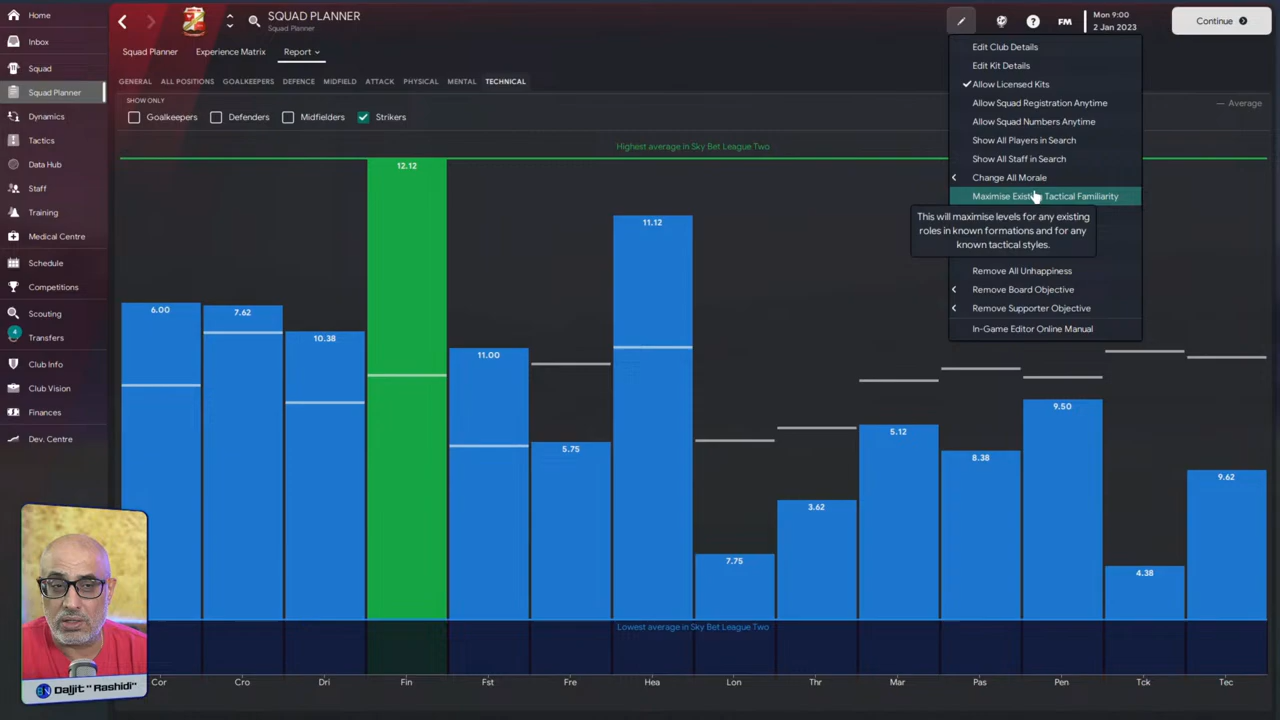 Home
Inbox
Squad
Squad Planner
Dynamics
Tactics
Data Hub
Staff
Training
Medical Centre
Schedule
Competitions
Scouting
4
Transfers
Club Info
Club Vision
Finances
Dev. Centre
SQUAD PLANNER
Squad Planner
?
FM
Mon 9:00
2 Jan 2023
Continue
Squad Planner
Experience Matrix
Report
GENERAL
ALL POSITIONS
GOALKEEPERS
DEFENCE
MIDFIELD
ATTACK
PHYSICAL
MENTAL
TECHNICAL
SHOW ONLY
Goalkeepers
Defenders
Midfielders
Strikers
Average
Edit Club Details
Edit Kit Details
Allow Licensed Kits
Allow Squad Registration Anytime
Allow Squad Numbers Anytime
Show All Players in Search
Show All Staff in Search
Change All Morale
Maximise Existing Tactical Familiarity
This will maximise levels for any existing
roles in known formations and for any
known tactical styles.
Remove All Unhappiness
Remove Board Objective
Remove Supporter Objective
In-Game Editor Online Manual
Highest average in Sky Bet League Two
6.00
7.62
10.38
12.12
11.00
5.75
11.12
7.75
3.62
5.12
8.38
9.50
4.38
9.62
Lowest average in Sky Bet League Two
Cor
Cro
Dri
Fin
Fst
Fre
Hea
Lon
Thr
Mar
Pas
Pen
Tck
Tec
Daljit "Rashidi"